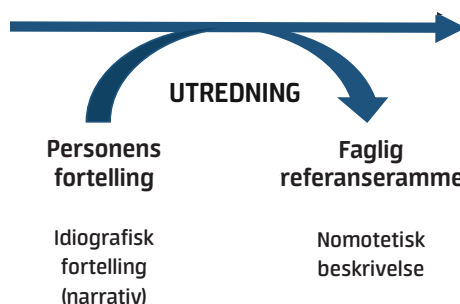 UTREDNING
Personens
fortelling
Faglig
referanseramme
Idiografisk
fortelling
(narrativ)
Nomotetisk
beskrivelse